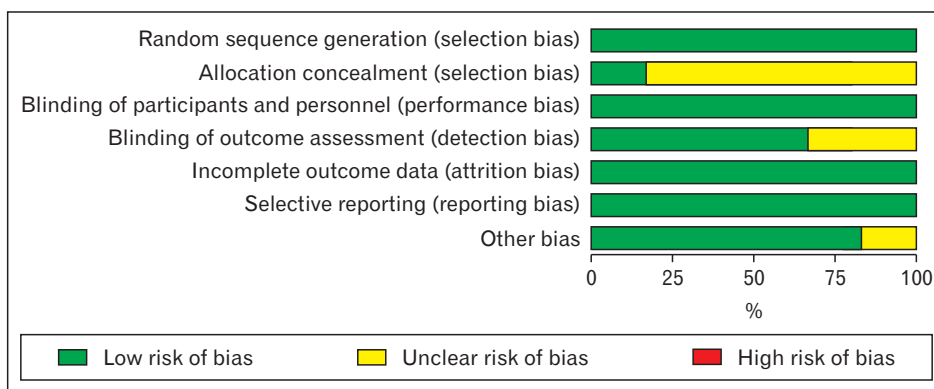 Random sequence generation (selection bias)
Allocation concealment (selection bias)
Blinding of participants and personnel (performance bias)
Blinding of outcome assessment (detection bias)
Incomplete outcome data (attrition bias)
Selective reporting (reporting bias)
Other bias
0 25 50 75 100
%
Low risk of bias Unclear risk of bias High risk of bias